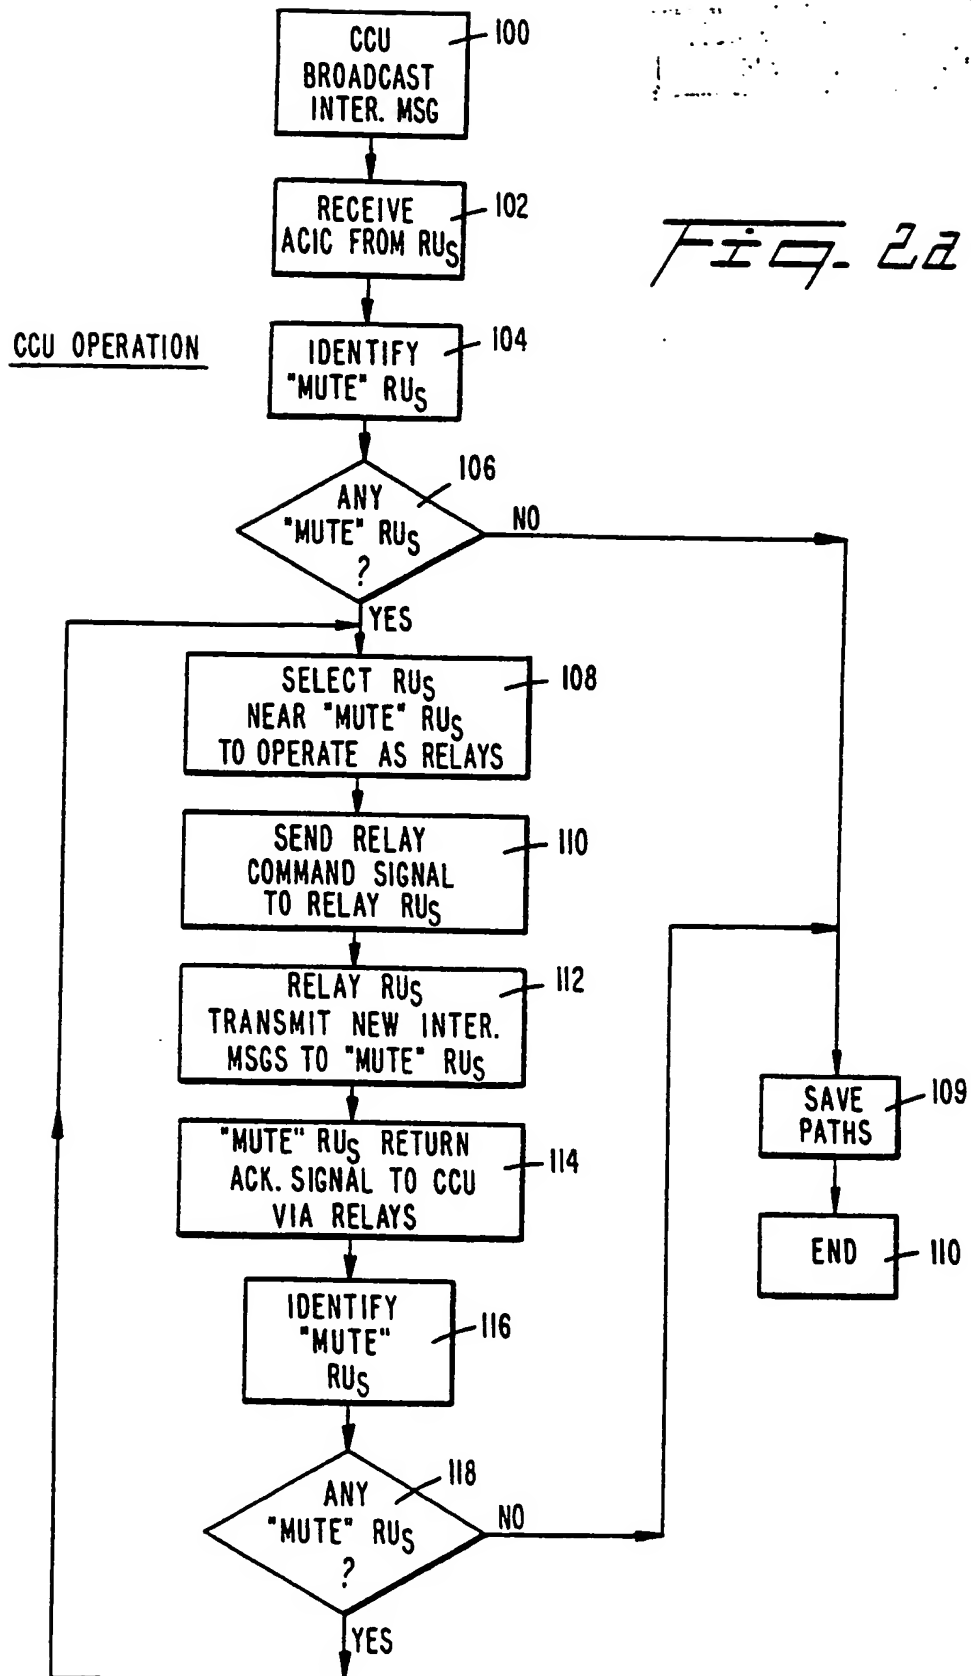 CCU
BROADCAST
INTER. MSG
100
RECEIVE
ACIC FROM RUS
102
Fig. 2a
CCU OPERATION
IDENTIFY
"MUTE" RUS
104
ANY
"MUTE" RUS
?
106
NO
YES
SELECT RUS
NEAR "MUTE" RUS
TO OPERATE AS RELAYS
108
SEND RELAY
COMMAND SIGNAL
TO RELAY RUS
110
RELAY RUS
TRANSMIT NEW INTER.
MSGS TO "MUTE" RUS
112
SAVE
PATHS
109
"MUTE" RUS RETURN
ACK. SIGNAL TO CCU
VIA RELAYS
114
END
110
IDENTIFY
"MUTE"
RUS
116
ANY
"MUTE" RUS
?
118
NO
YES